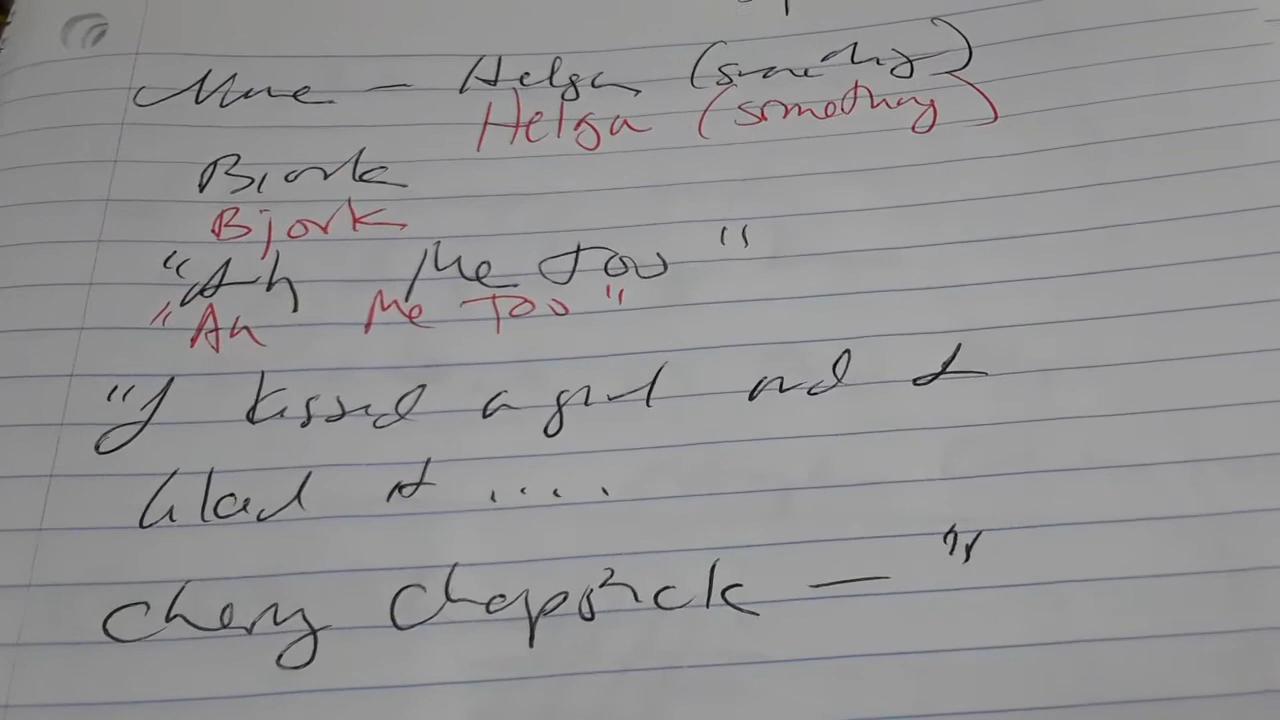 Mine - Helga (something)
Helga (something)
Bjork
Bjork
"Ah Me Too"
"Ah Me Too"
"I kissed a girl and I
liked it ....
Cherry Chapstick — "